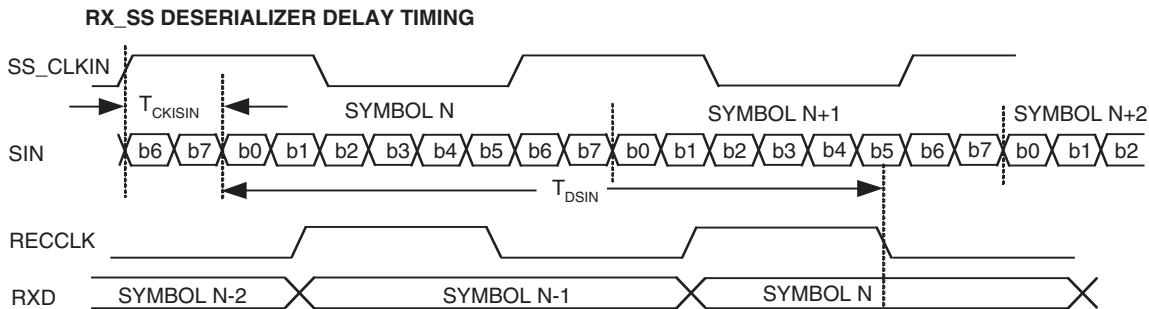 RX_SS DESERIALIZER DELAY TIMING
SS_CLKIN
TCKISIN
SYMBOL N
SYMBOL N+1
SYMBOL N+2
SIN
b6 b7 b0 b1 b2 b3 b4 b5 b6 b7 b0 b1 b2 b3 b4 b5 b6 b7 b0 b1 b2
TDSIN
RECCLK
RXD SYMBOL N-2 SYMBOL N-1 SYMBOL N